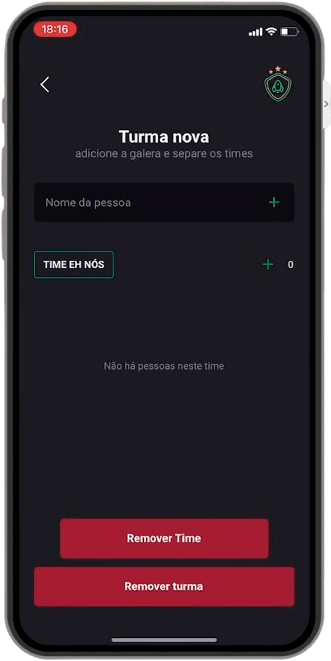 18:16
Turma nova
adicione a galera e separe os times
Nome da pessoa +
TIME EH NÓS + 0
Não há pessoas neste time
Remover Time
Remover turma